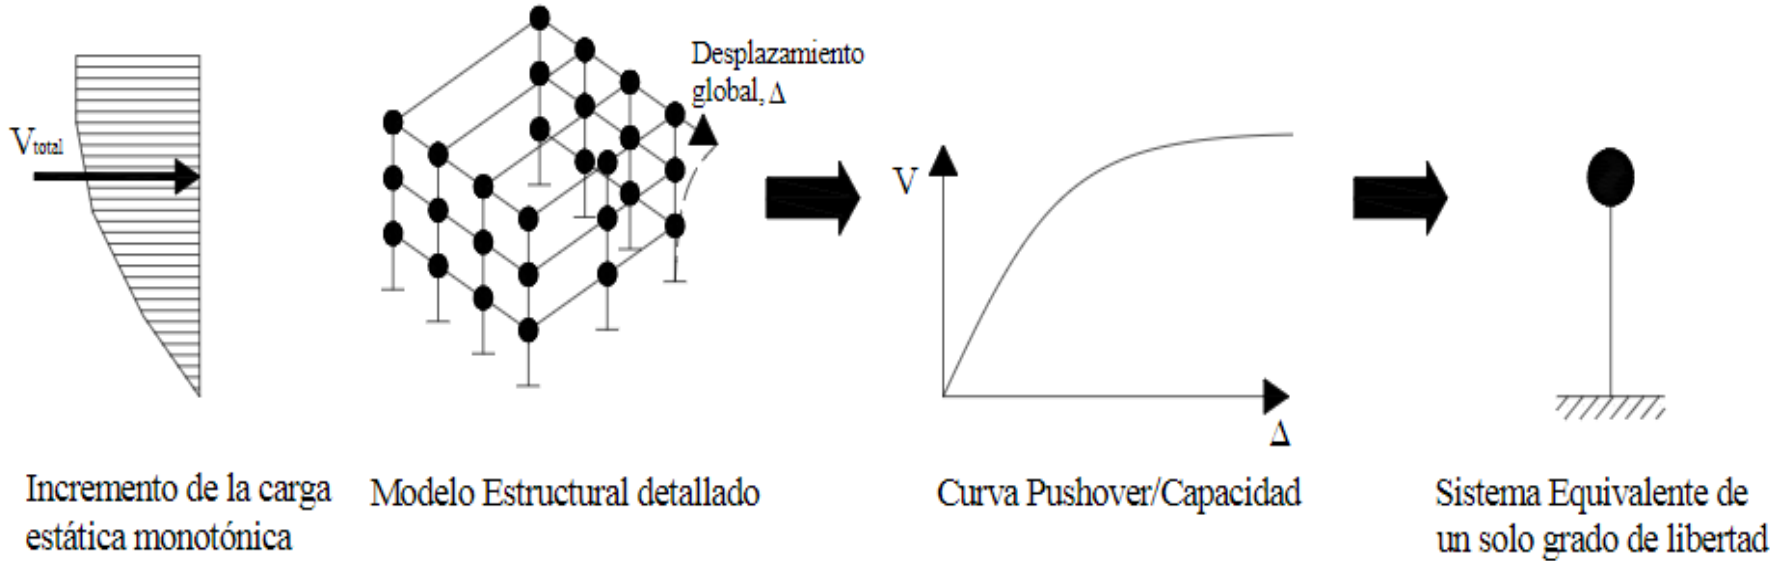 Vtotal
Desplazamiento
global, Δ
V
Δ
Incremento de la carga
estática monotónica
Modelo Estructural detallado
Curva Pushover/Capacidad
Sistema Equivalente de
un solo grado de libertad